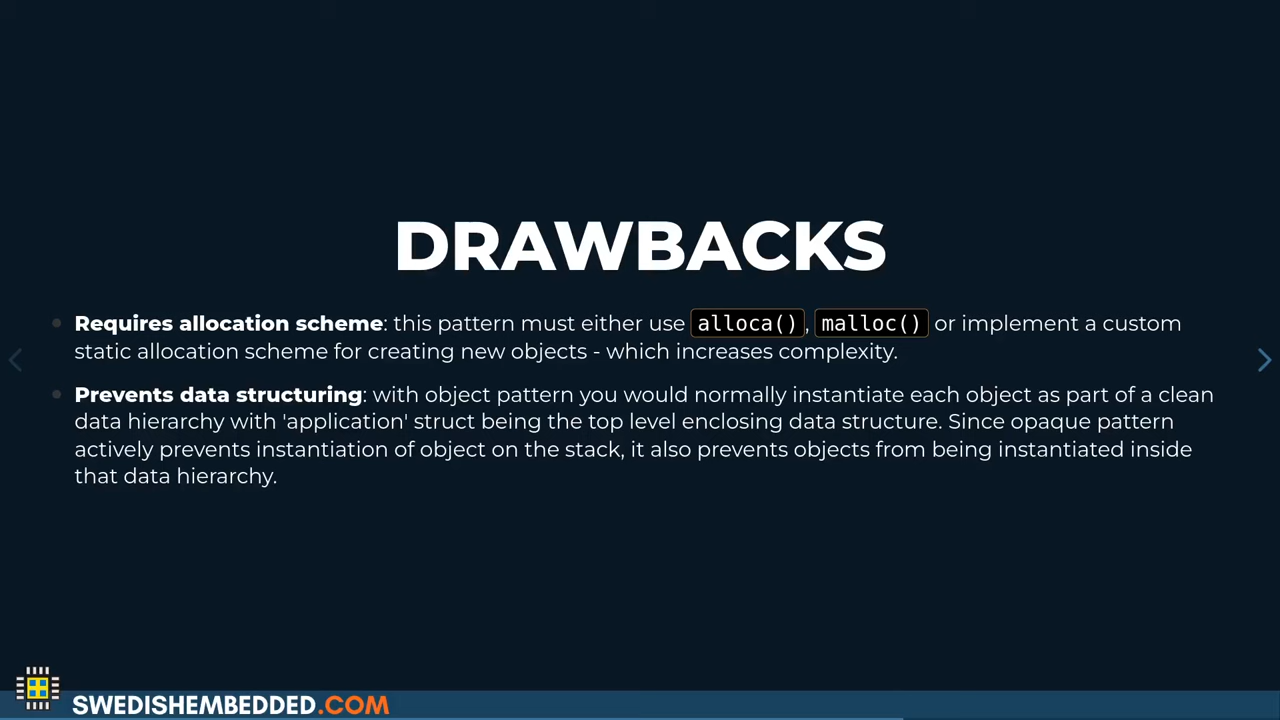 DRAWBACKS
Requires allocation scheme: this pattern must either use alloca(), malloc() or implement a custom
static allocation scheme for creating new objects - which increases complexity.
Prevents data structuring: with object pattern you would normally instantiate each object as part of a clean
data hierarchy with 'application' struct being the top level enclosing data structure. Since opaque pattern
actively prevents instantiation of object on the stack, it also prevents objects from being instantiated inside
that data hierarchy.
SWEDISHEMBEDDED.COM